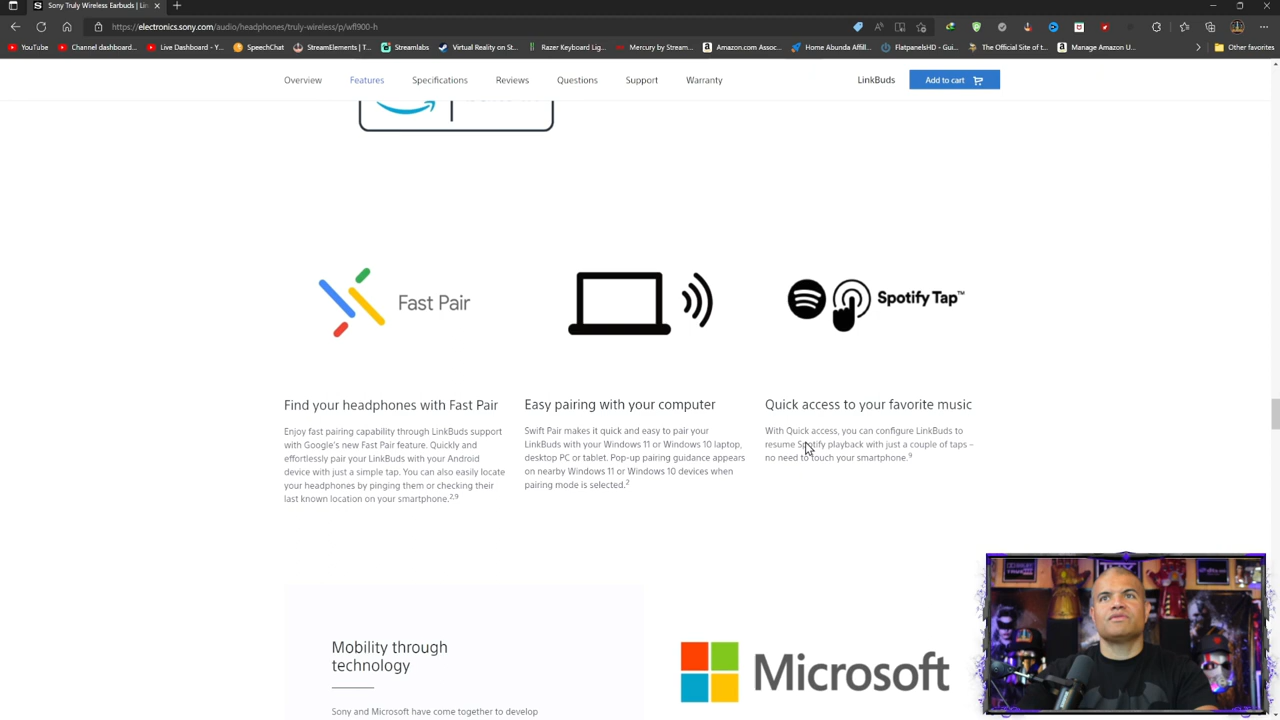 Sony Truly Wireless Earbuds | Lin
https://electronics.sony.com/audio/headphones/truly-wireless/p/wfl900-h
YouTube Channel dashboard... Live Dashboard - Y... SpeechChat StreamElements - T... Streamlabs Virtual Reality on St... Razer Keyboard Lig... Mercury by Stream... Amazon.com Assoc... Home Abunda Affil... FlatpanelsHD - Gui... The Official Site of t... Manage Amazon U... Other favorites
Overview Features Specifications Reviews Questions Support Warranty LinkBuds Add to cart
Fast Pair
Spotify Tap™
Find your headphones with Fast Pair
Enjoy fast pairing capability through LinkBuds support
with Google's new Fast Pair feature. Quickly and
effortlessly pair your LinkBuds with your Android
device with just a simple tap. You can also easily locate
your headphones by pinging them or checking their
last known location on your smartphone.2,9
Easy pairing with your computer
Swift Pair makes it quick and easy to pair your
LinkBuds with your Windows 11 or Windows 10 laptop,
desktop PC or tablet. Pop-up pairing guidance appears
on nearby Windows 11 or Windows 10 devices when
pairing mode is selected.2
Quick access to your favorite music
With Quick access, you can configure LinkBuds to
resume Spotify playback with just a couple of taps –
no need to touch your smartphone.9
Mobility through
technology
Sony and Microsoft have come together to develop
Microsoft